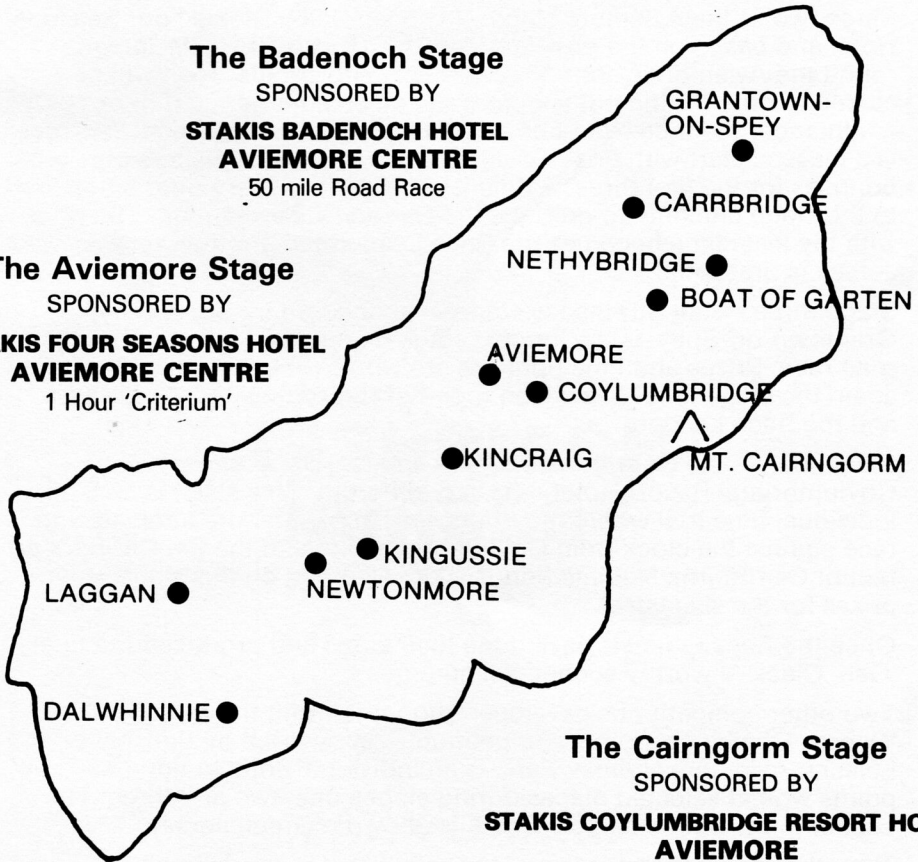 The Badenoch Stage
SPONSORED BY
STAKIS BADENOCH HOTEL
AVIEMORE CENTRE
50 mile Road Race
The Aviemore Stage
SPONSORED BY
AKIS FOUR SEASONS HOTEL
AVIEMORE CENTRE
1 Hour 'Criterium'
GRANTOWN-
ON-SPEY
CARRBRIDGE
NETHYBRIDGE
BOAT OF GARTEN
AVIEMORE
COYLUMBRIDGE
MT. CAIRNGORM
KINCRAIG
KINGUSSIE
NEWTONMORE
LAGGAN
DALWHINNIE
The Cairngorm Stage
SPONSORED BY
STAKIS COYLUMBRIDGE RESORT HO
AVIEMORE